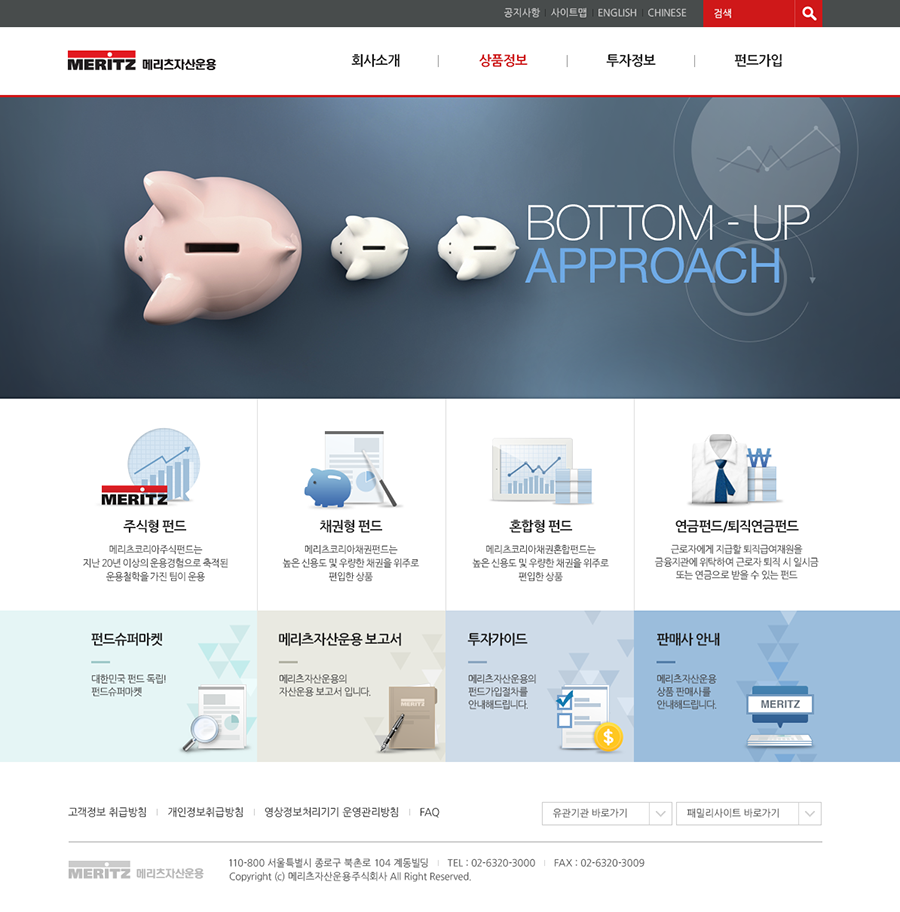 공지사항 사이트맵 ENGLISH CHINESE 검색
MERITZ 메리츠자산운용 회사소개 상품정보 투자정보 펀드가입
BOTTOM - UP
APPROACH
MERITZ
주식형 펀드
메리츠코리아주식펀드는
지난 20년 이상의 운용경험으로 축적된
운용철학을 가진 팀이 운용
채권형 펀드
메리츠코리아채권펀드는
높은 신용도 및 우량한 채권을 위주로
편입한 상품
혼합형 펀드
메리츠코리아채권혼합펀드는
높은 신용도 및 우량한 채권을 위주로
편입한 상품
₩
연금펀드/퇴직연금펀드
근로자에게 지급할 퇴직급여재원을
금융지관에 위탁하여 근로자 퇴직 시 일시금
또는 연금으로 받을 수 있는 펀드
펀드슈퍼마켓
대한민국 펀드 독립!
펀드슈퍼마켓
메리츠자산운용 보고서
메리츠자산운용의
자산운용 보고서 입니다.
MERITZ
투자가이드
메리츠자산운용의
펀드가입절차를
안내해드립니다.
$
판매사 안내
메리츠자산운용
상품 판매사를
안내해드립니다.
MERITZ
고객정보 취급방침 개인정보취급방침 영상정보처리기기 운영관리방침 FAQ 유관기관 바로가기 패밀리사이트 바로가기
MERITZ 메리츠자산운용
110-800 서울특별시 종로구 북촌로 104 계동빌딩 TEL : 02-6320-3000 FAX : 02-6320-3009
Copyright (c) 메리츠자산운용주식회사 All Right Reserved.